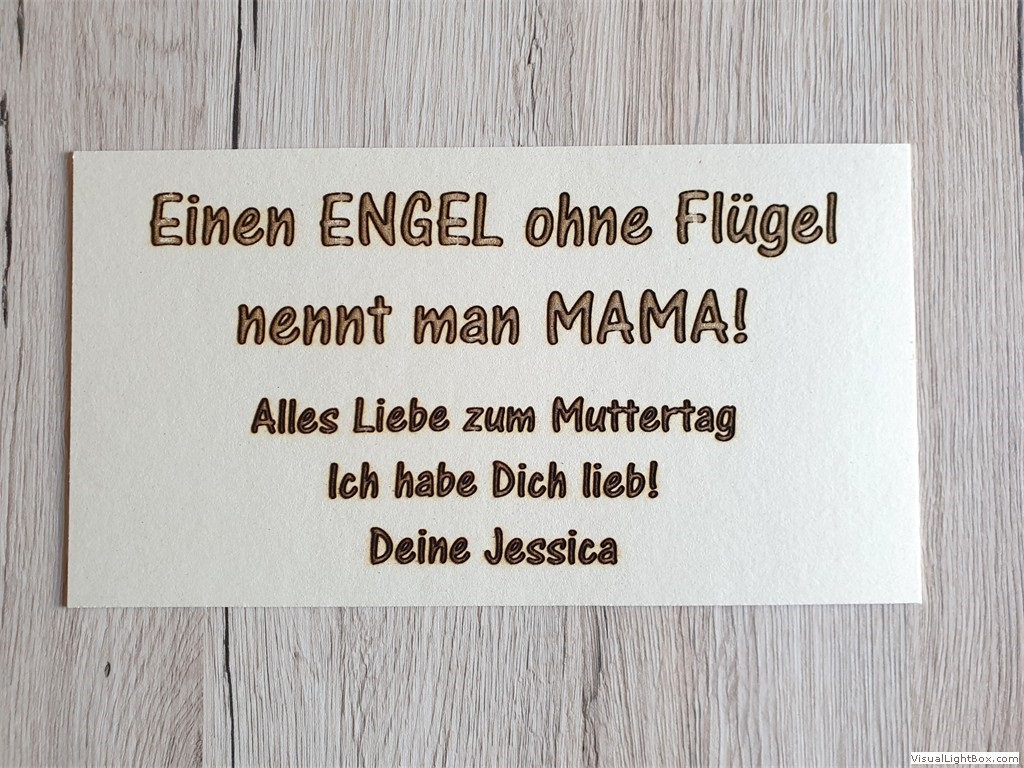 Einen ENGEL ohne Flügel
nennt man MAMA!
Alles Liebe zum Muttertag
Ich habe Dich lieb!
Deine Jessica
VisualLightBox.com